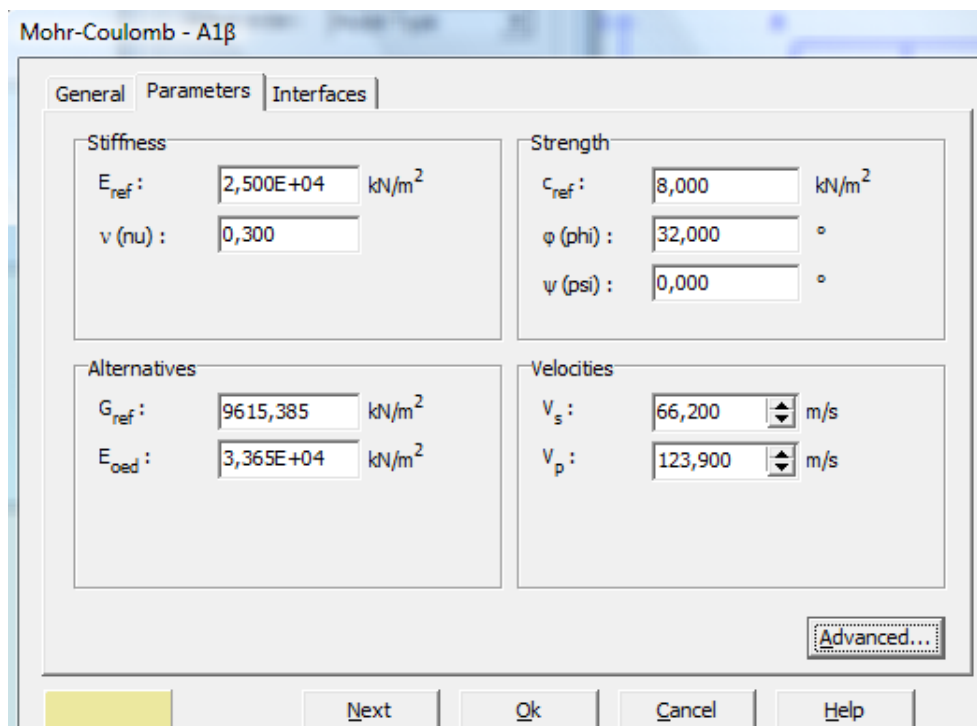 Mohr-Coulomb - A1β
General Parameters Interfaces
Stiffness
E_ref : 2,500E+04 kN/m²
ν (nu) : 0,300
Strength
c_ref : 8,000 kN/m²
φ (phi) : 32,000 °
ψ (psi) : 0,000 °
Alternatives
G_ref : 9615,385 kN/m²
E_oed : 3,365E+04 kN/m²
Velocities
V_s : 66,200 m/s
V_p : 123,900 m/s
Advanced...
Next Ok Cancel Help